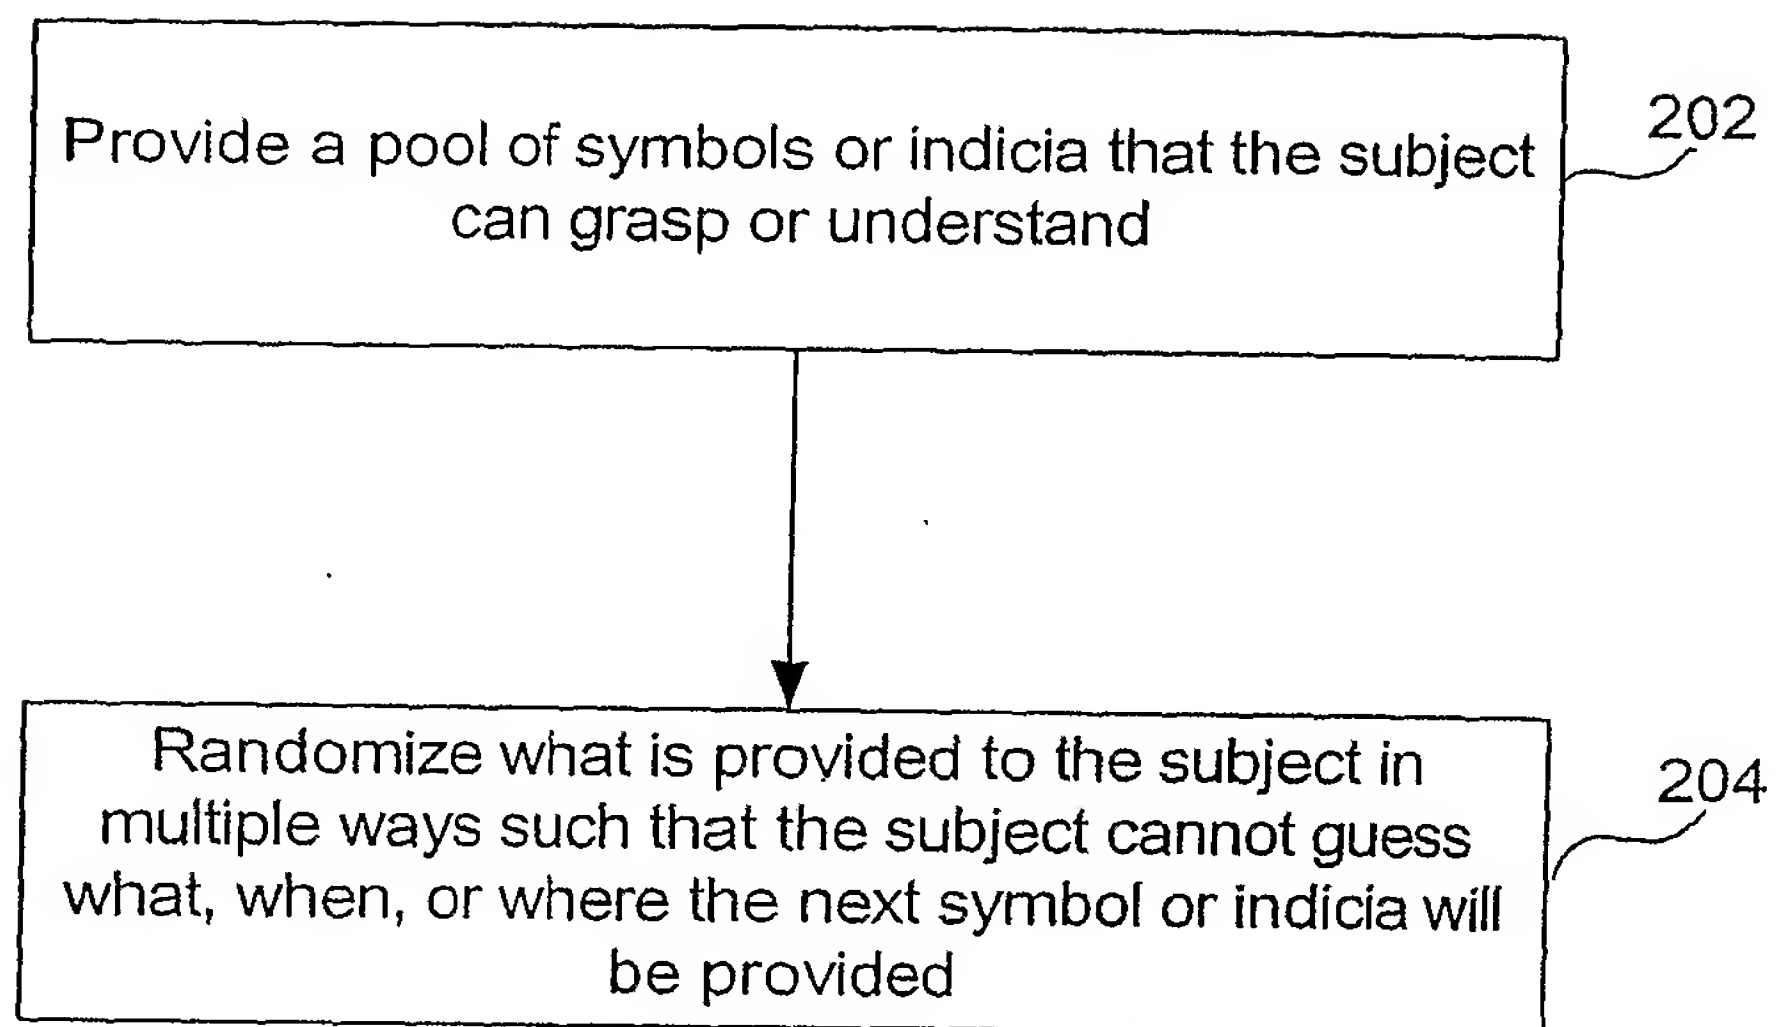 Provide a pool of symbols or indicia that the subject
can grasp or understand
202
Randomize what is provided to the subject in
multiple ways such that the subject cannot guess
what, when, or where the next symbol or indicia will
be provided
204